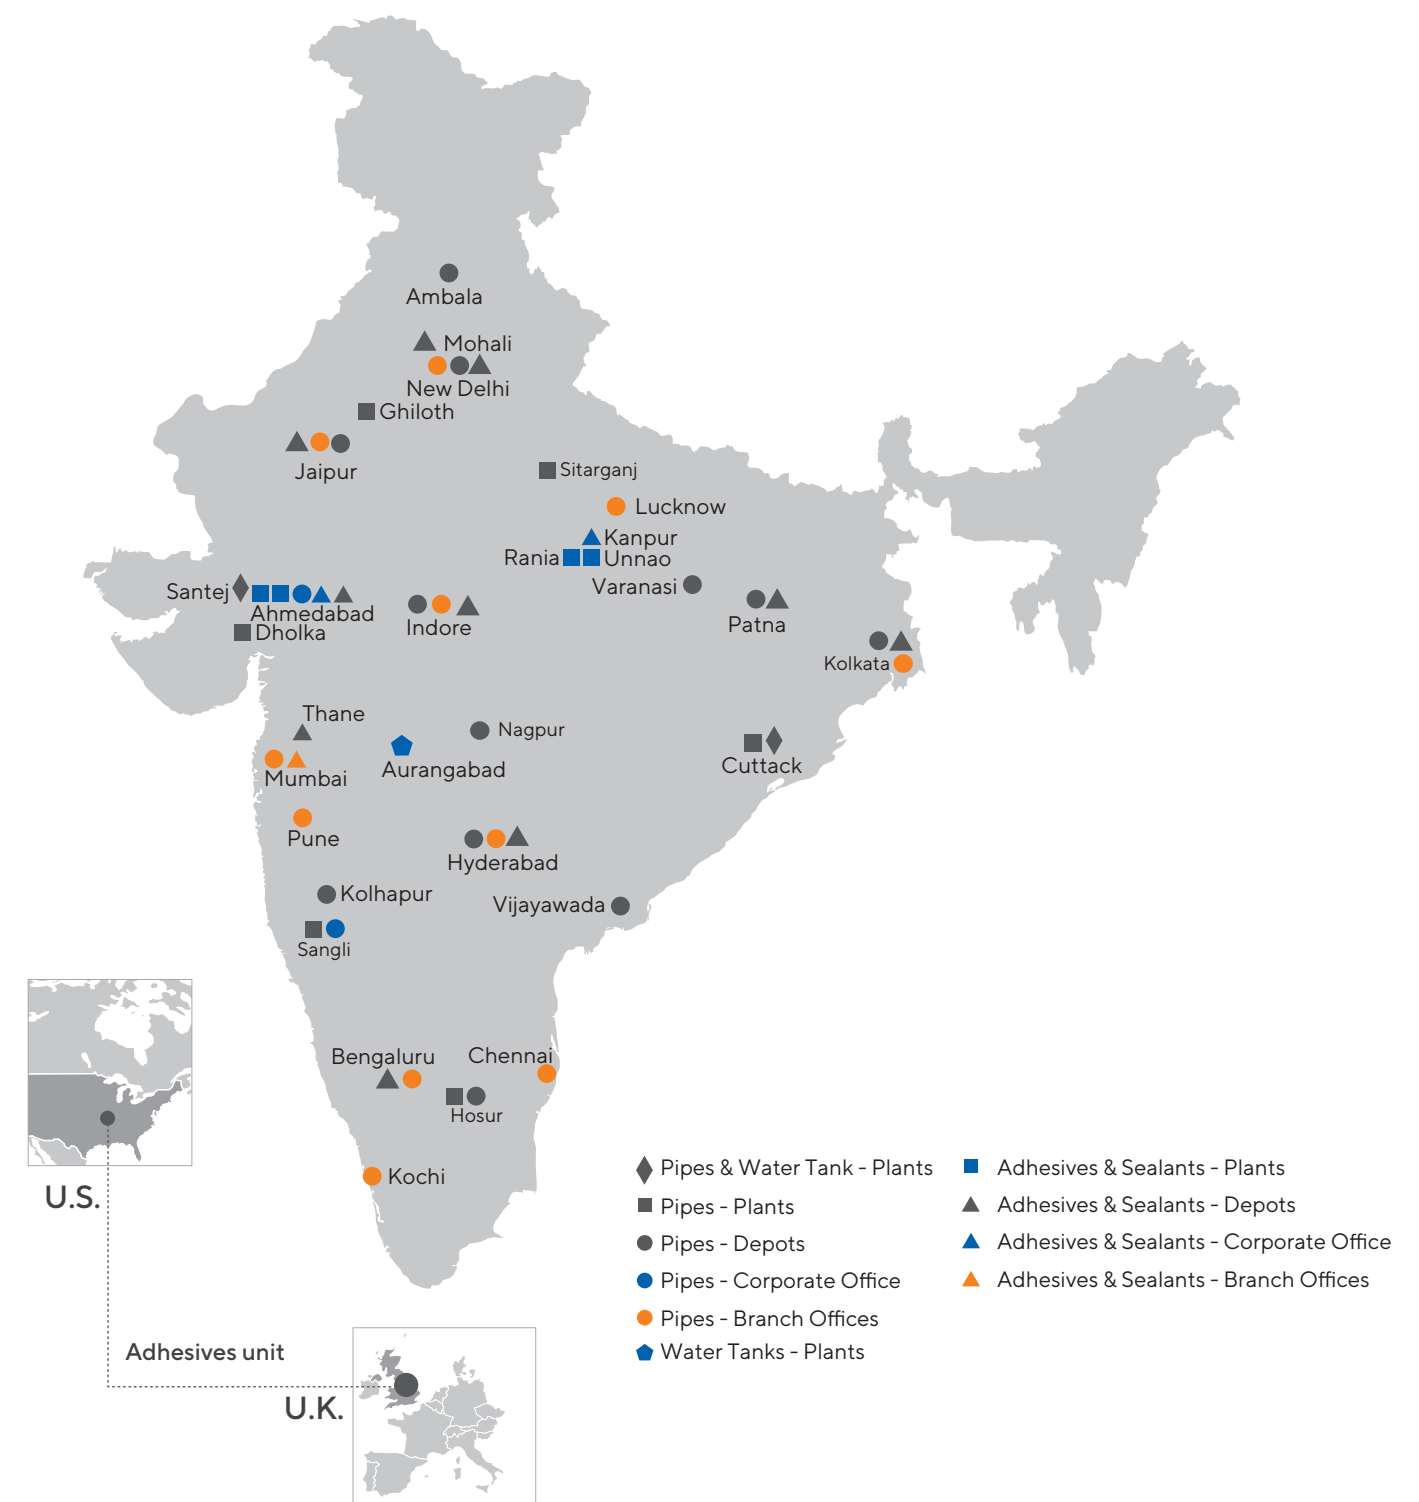 Ambala
Mohali
New Delhi
Ghiloth
Jaipur
Sitarganj
Lucknow
Kanpur
Rania
Unnao
Varanasi
Santej
Ahmedabad
Dholka
Indore
Patna
Kolkata
Thane
Nagpur
Aurangabad
Mumbai
Cuttack
Pune
Hyderabad
Kolhapur
Vijayawada
Sangli
Bengaluru
Chennai
Hosur
Kochi
U.S.
Adhesives unit
U.K.
Pipes & Water Tank - Plants
Pipes - Plants
Pipes - Depots
Pipes - Corporate Office
Pipes - Branch Offices
Water Tanks - Plants
Adhesives & Sealants - Plants
Adhesives & Sealants - Depots
Adhesives & Sealants - Corporate Office
Adhesives & Sealants - Branch Offices